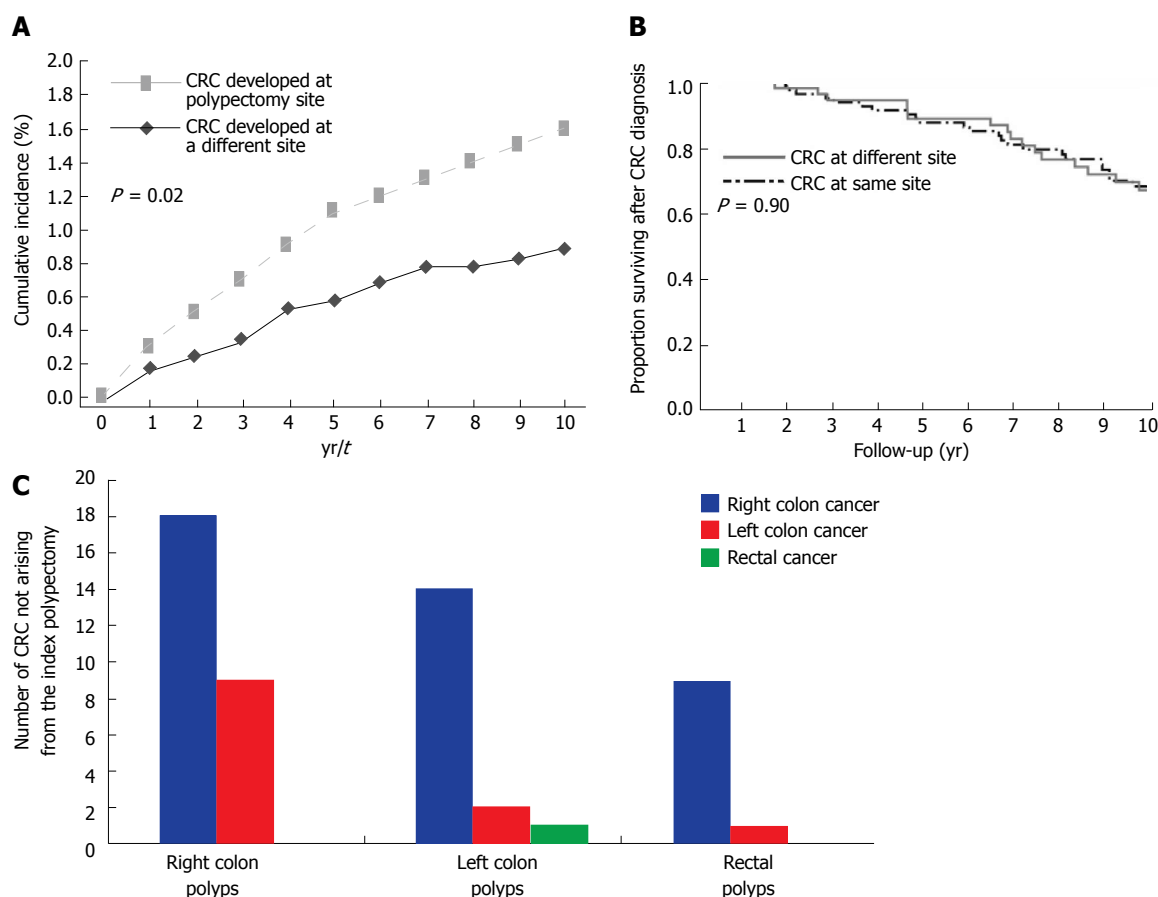 A
2.0
1.8
1.6
1.4
1.2
1.0
0.8
0.6
0.4
0.2
0.0
Cumulative incidence (%)
CRC developed at
polypectomy site
CRC developed at
a different site
P = 0.02
0 1 2 3 4 5 6 7 8 9 10
yr/t
B
1.0
0.8
0.6
0.4
0.2
0.0
Proportion surviving after CRC diagnosis
CRC at different site
CRC at same site
P = 0.90
1 2 3 4 5 6 7 8 9 10
Follow-up (yr)
C
20
18
16
14
12
10
8
6
4
2
0
Number of CRC not arising
from the index polypectomy
Right colon cancer
Left colon cancer
Rectal cancer
Right colon
polyps
Left colon
polyps
Rectal
polyps